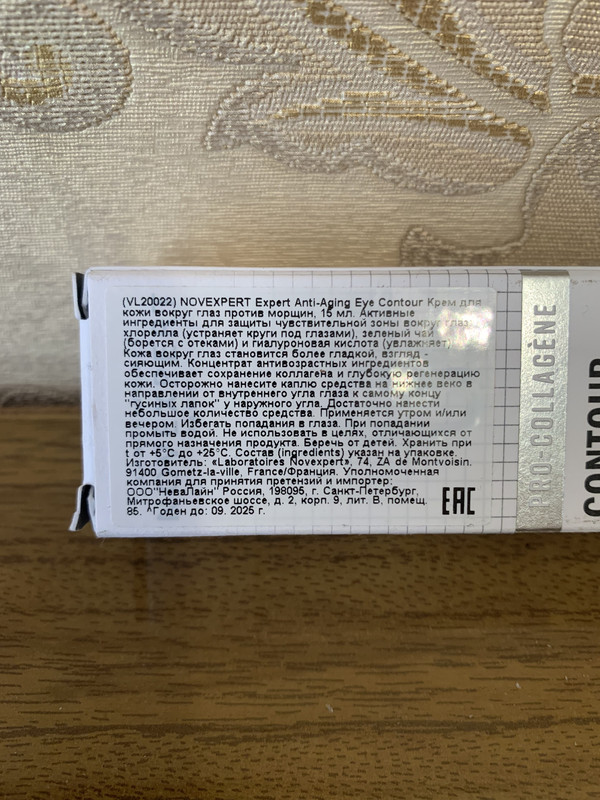 (VL20022) NOVEXPERT Expert Anti-Aging Eye Contour Крем для
кожи вокруг глаз против морщин, 15 мл. Активные
ингредиенты для защиты чувствительной зоны вокруг глаз:
хлорелла (устраняет круги под глазами), зеленый чай
(борется с отеками) и гиалуроновая кислота (увлажняет)
Кожа вокруг глаз становится более гладкой, взгляд -
сияющим. Концентрат антивозрастных ингредиентов
обеспечивает сохранение коллагена и глубокую регенерацию
кожи. Осторожно нанесите каплю средства на нижнее веко в
направлении от внутреннего угла глаза к самому концу
"гусиных лапок" у наружного угла. Достаточно нанести
небольшое количество средства. Применяется утром и/или
вечером. Избегать попадания в глаза. При попадании
промыть водой. Не использовать в целях, отличающихся от
прямого назначения продукта. Беречь от детей. Хранить при
t от +5°C до +25°C. Состав (ingredients) указан на упаковке.
Изготовитель: «Laboratoires Novexpert», 74, ZA de Montvoisin.
91400 Gometz-la-ville, France/Франция. Уполномоченная
компания для принятия претензий и импортер:
ООО"НеваЛайн" Россия, 198095, г. Санкт-Петербург,
Митрофаньевское шоссе, д. 2, корп. 9, лит. В, помещ.
85. ^Годен до: 09. 2025 г.
EAC
PRO-COLLAGÈNE
CONTOUR